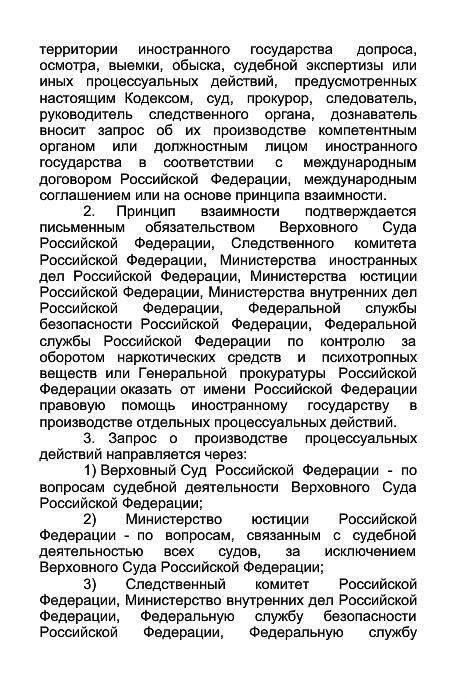 территории иностранного государства допроса,
осмотра, выемки, обыска, судебной экспертизы или
иных процессуальных действий, предусмотренных
настоящим Кодексом, суд, прокурор, следователь,
руководитель следственного органа, дознаватель
вносит запрос об их производстве компетентным
органом или должностным лицом иностранного
государства в соответствии с международным
договором Российской Федерации, международным
соглашением или на основе принципа взаимности.
2. Принцип взаимности подтверждается
письменным обязательством Верховного Суда
Российской Федерации, Следственного комитета
Российской Федерации, Министерства иностранных
дел Российской Федерации, Министерства юстиции
Российской Федерации, Министерства внутренних дел
Российской Федерации, Федеральной службы
безопасности Российской Федерации, Федеральной
службы Российской Федерации по контролю за
оборотом наркотических средств и психотропных
веществ или Генеральной прокуратуры Российской
Федерации оказать от имени Российской Федерации
правовую помощь иностранному государству в
производстве отдельных процессуальных действий.
3. Запрос о производстве процессуальных
действий направляется через:
1) Верховный Суд Российской Федерации - по
вопросам судебной деятельности Верховного Суда
Российской Федерации;
2) Министерство юстиции Российской
Федерации - по вопросам, связанным с судебной
деятельностью всех судов, за исключением
Верховного Суда Российской Федерации;
3) Следственный комитет Российской
Федерации, Министерство внутренних дел Российской
Федерации, Федеральную службу безопасности
Российской Федерации, Федеральную службу